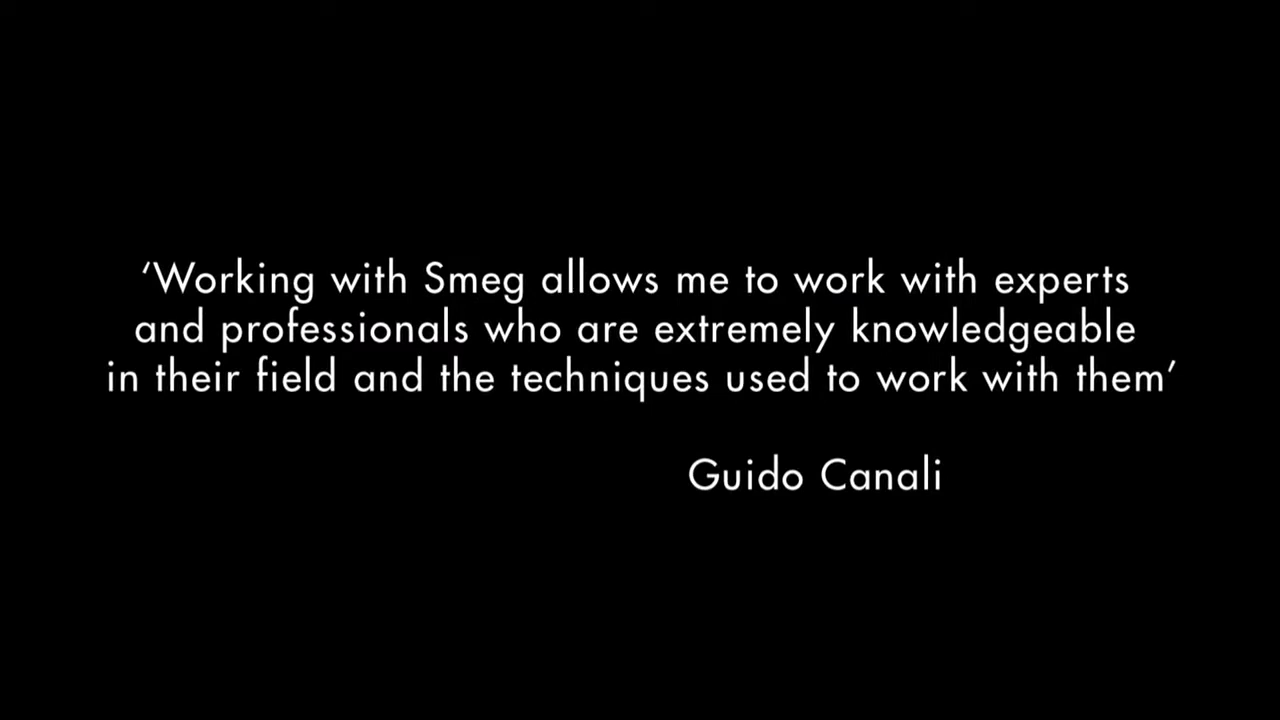 ‘Working with Smeg allows me to work with experts
and professionals who are extremely knowledgeable
in their field and the techniques used to work with them’
Guido Canali